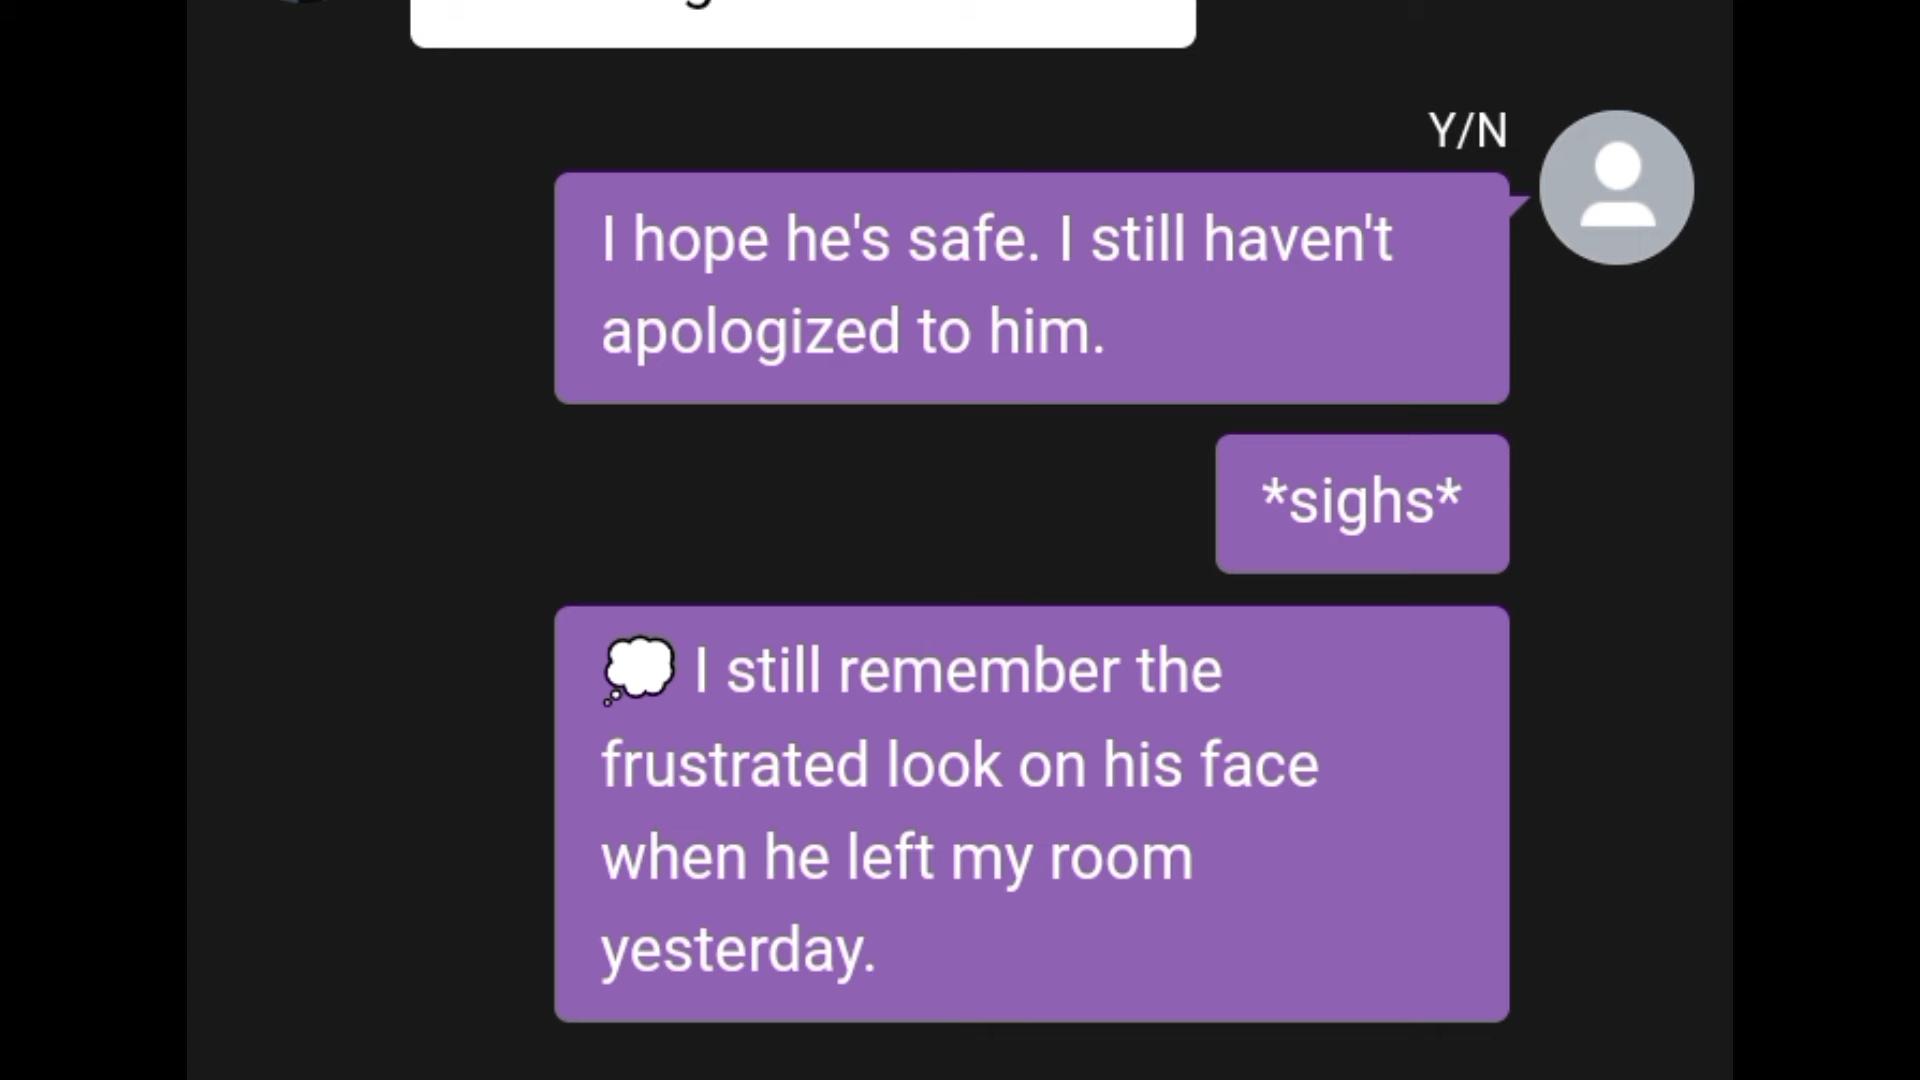 Y/N
I hope he's safe. I still haven't
apologized to him.
*sighs*
💭 I still remember the
frustrated look on his face
when he left my room
yesterday.